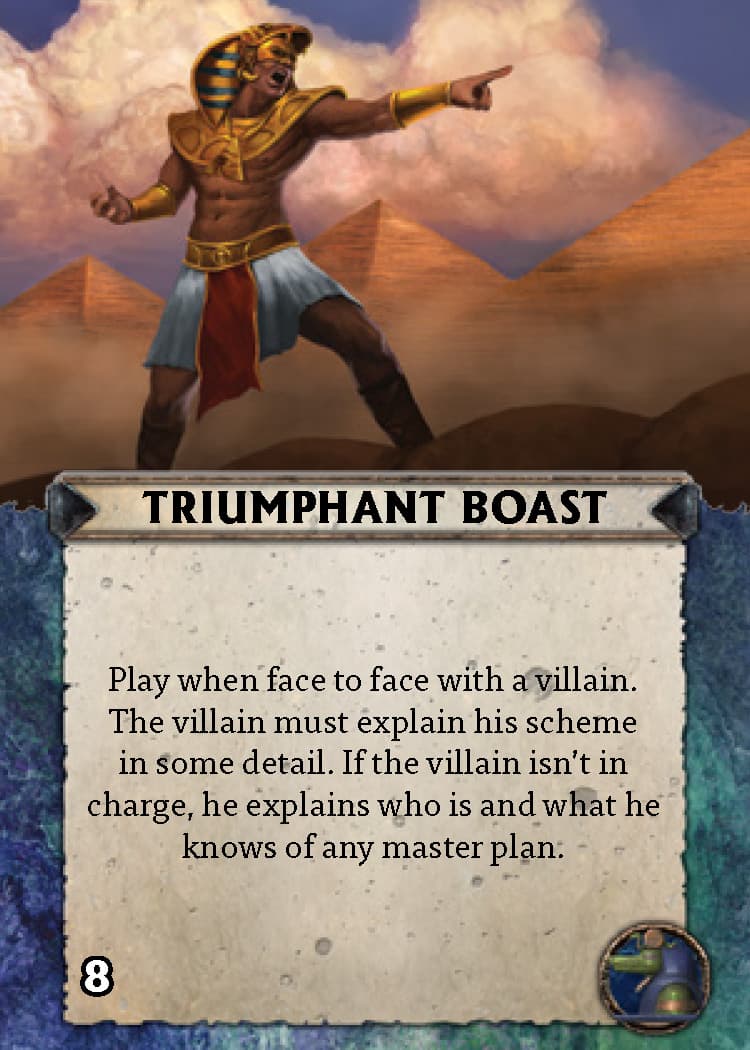 TRIUMPHANT BOAST
Play when face to face with a villain.
The villain must explain his scheme
in some detail. If the villain isn’t in
charge, he explains who is and what he
knows of any master plan.
8